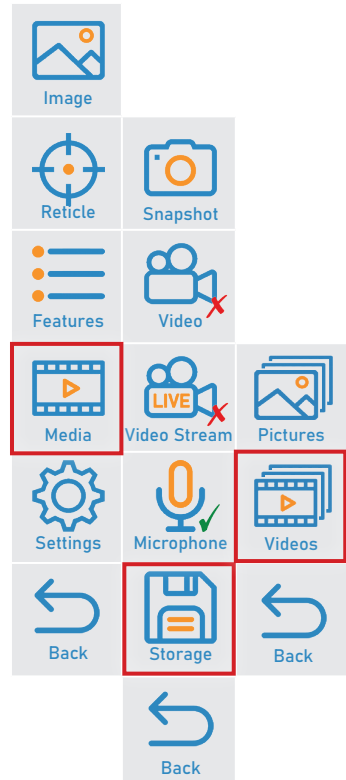 Image
Reticle
Snapshot
Features
Video
LIVE
Media
Video Stream
Pictures
Settings
Microphone
Videos
Back
Storage
Back
Back